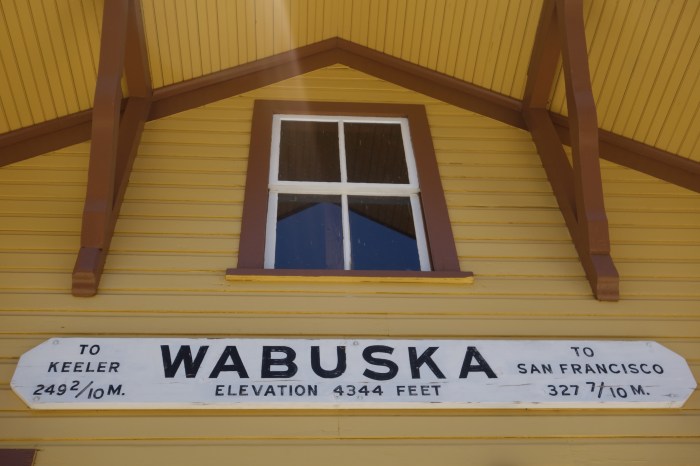 TO
KEELER
249 2/10 M.
WABUSKA
ELEVATION 4344 FEET
TO
SAN FRANCISCO
327 7/10 M.